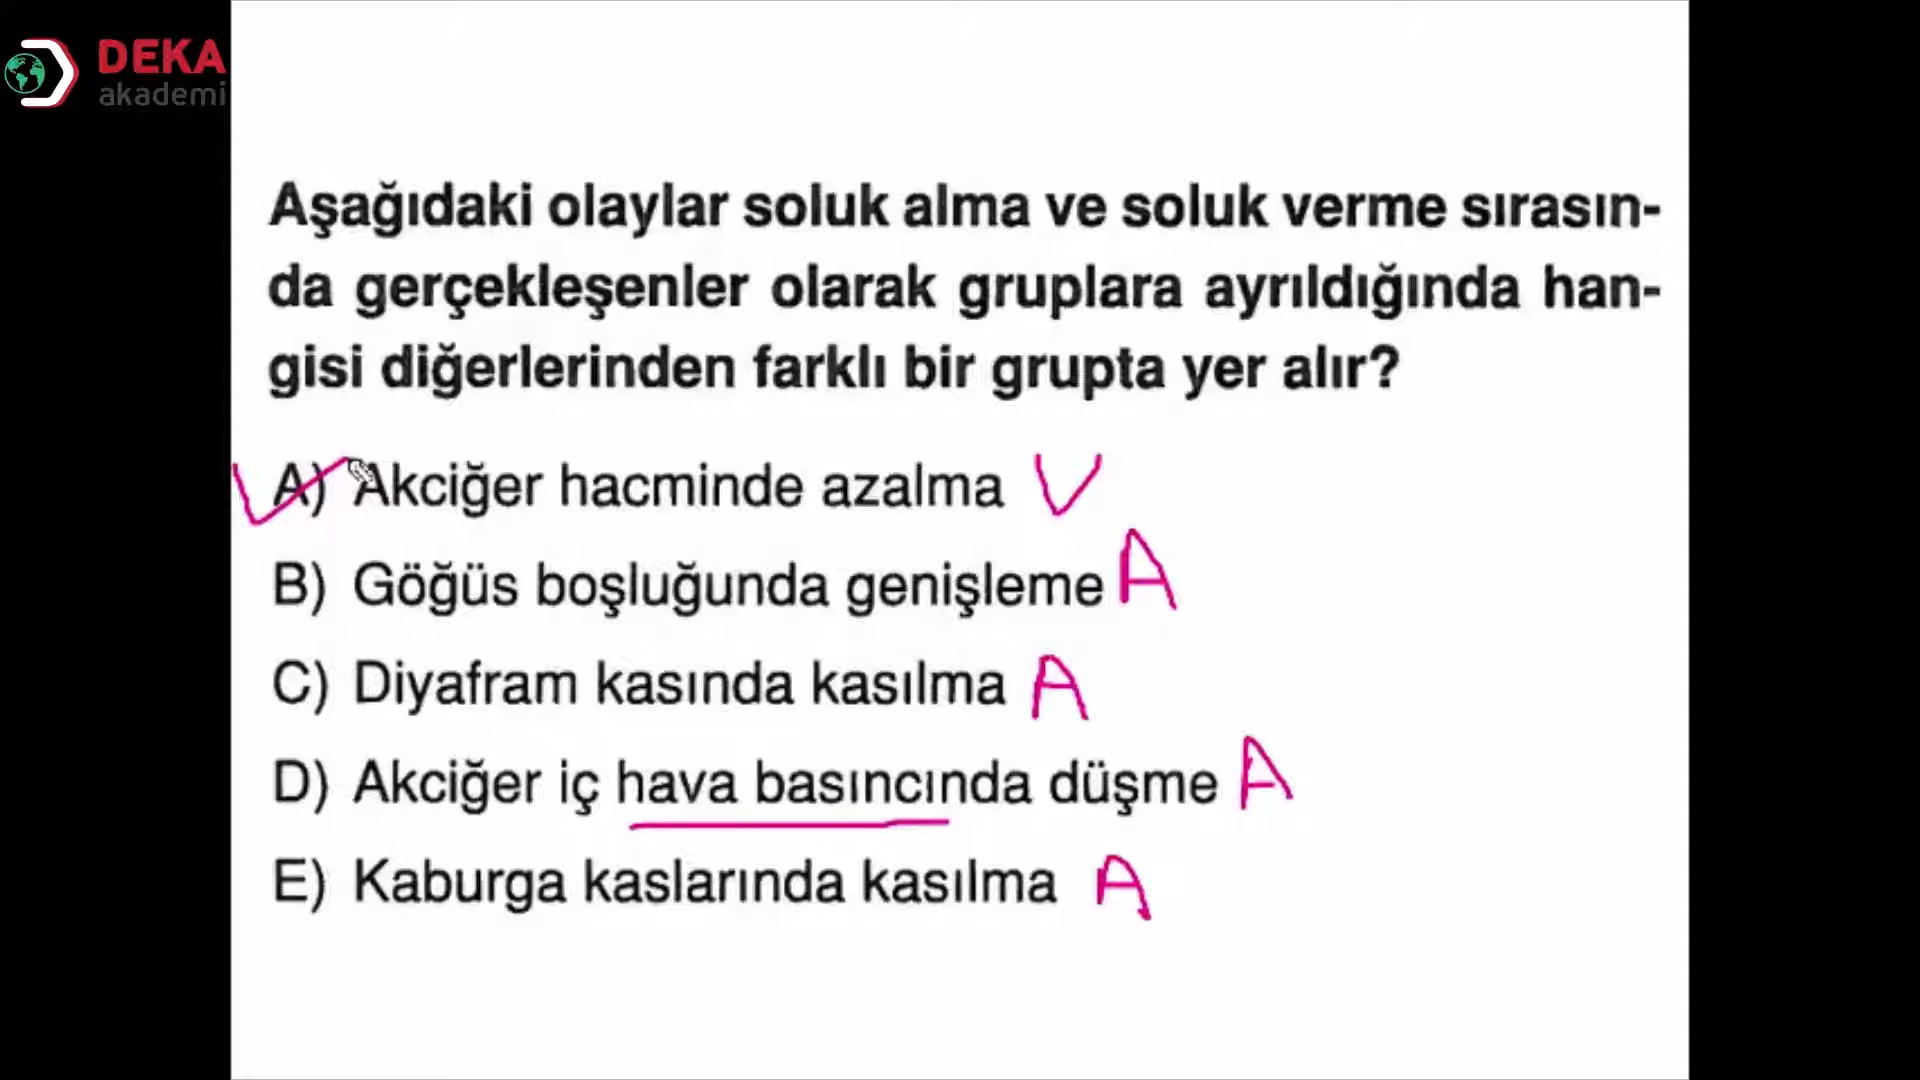 DEKA
akademi
Aşağıdaki olaylar soluk alma ve soluk verme sırasın-
da gerçekleşenler olarak gruplara ayrıldığında han-
gisi diğerlerinden farklı bir grupta yer alır?
A) Akciğer hacminde azalma V
B) Göğüs boşluğunda genişleme A
C) Diyafram kasında kasılma A
D) Akciğer iç hava basıncında düşme A
E) Kaburga kaslarında kasılma A